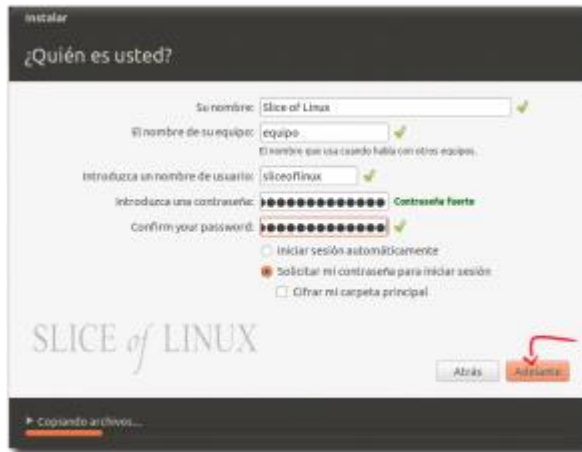 Instalar
¿Quién es usted?
Su nombre: Slice of Linux
El nombre de su equipo: equipo
El nombre que usa cuando habla con otros equipos.
Introduzca un nombre de usuario: sliceoflinux
Introduzca una contraseña: Contraseña fuerte
Confirm your password:
Iniciar sesión automáticamente
Solicitar mi contraseña para iniciar sesión
Cifrar mi carpeta principal
SLICE of LINUX
Atrás Adelante
Copiando archivos...